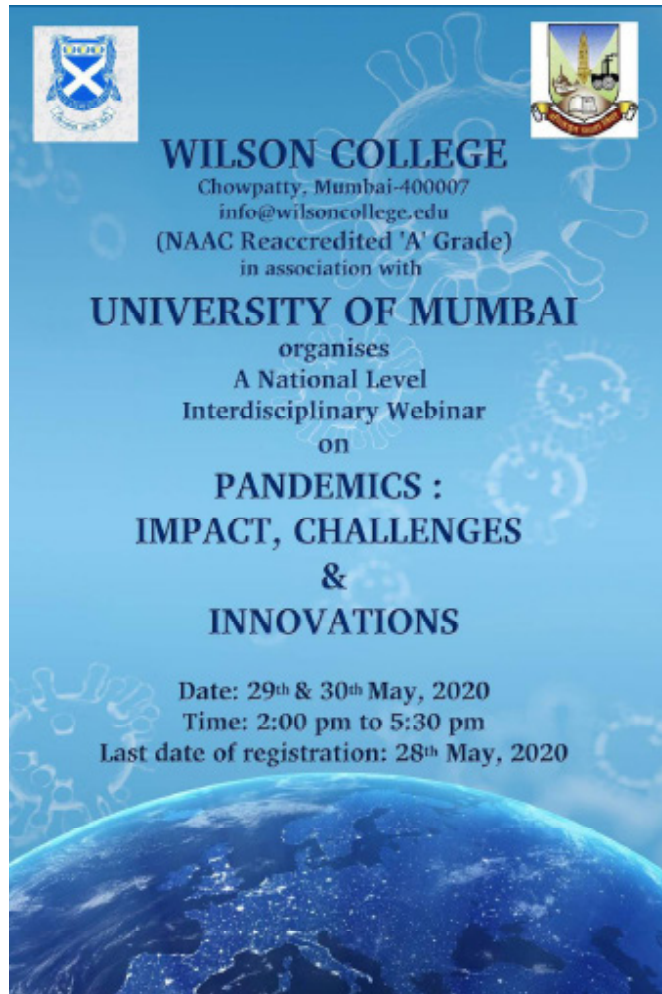 WILSON COLLEGE
Chowpatty, Mumbai-400007
info@wilsoncollege.edu
(NAAC Reaccredited 'A' Grade)
in association with
UNIVERSITY OF MUMBAI
organises
A National Level
Interdisciplinary Webinar
on
PANDEMICS :
IMPACT, CHALLENGES
&
INNOVATIONS
Date: 29th & 30th May, 2020
Time: 2:00 pm to 5:30 pm
Last date of registration: 28th May, 2020